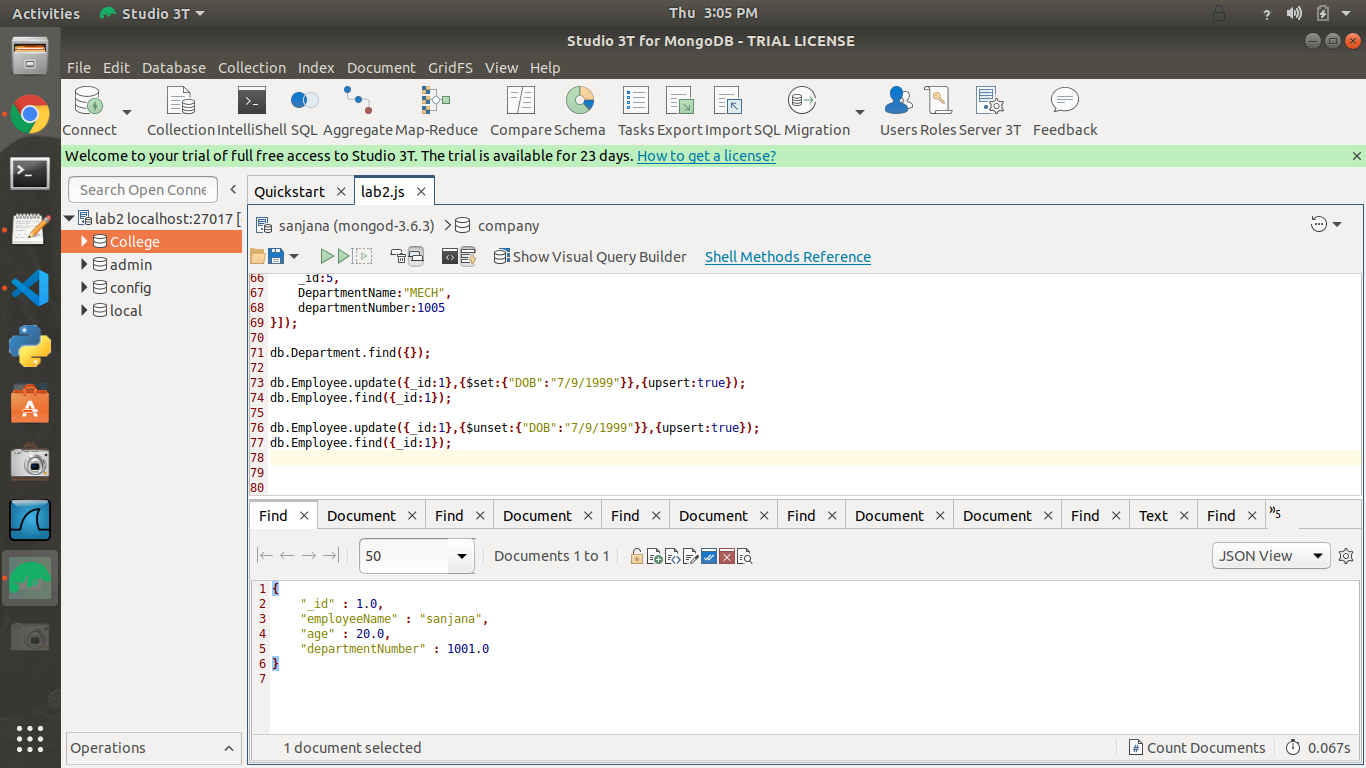 Activities Studio 3T Thu 3:05 PM ?
Studio 3T for MongoDB - TRIAL LICENSE
File Edit Database Collection Index Document GridFS View Help
Connect Collection IntelliShell SQL Aggregate Map-Reduce Compare Schema Tasks Export Import SQL Migration Users Roles Server 3T Feedback
Welcome to your trial of full free access to Studio 3T. The trial is available for 23 days. How to get a license?
Search Open Conne
Quickstart lab2.js
lab2 localhost:27017 [
sanjana (mongod-3.6.3) company
College
admin
config
local
Show Visual Query Builder Shell Methods Reference
66 _id:5,
67 DepartmentName:"MECH",
68 departmentNumber:1005
69 }]);
70
71 db.Department.find({});
72
73 db.Employee.update({_id:1},{$set:{"DOB":"7/9/1999"}},{upsert:true});
74 db.Employee.find({_id:1});
75
76 db.Employee.update({_id:1},{$unset:{"DOB":"7/9/1999"}},{upsert:true});
77 db.Employee.find({_id:1});
78
79
80
Find Document Find Document Find Document Find Document Document Find Text Find »5
50 Documents 1 to 1 JSON View
1 {
2 "_id" : 1.0,
3 "employeeName" : "sanjana",
4 "age" : 20.0,
5 "departmentNumber" : 1001.0
6 }
7
Operations
1 document selected Count Documents 0.067s